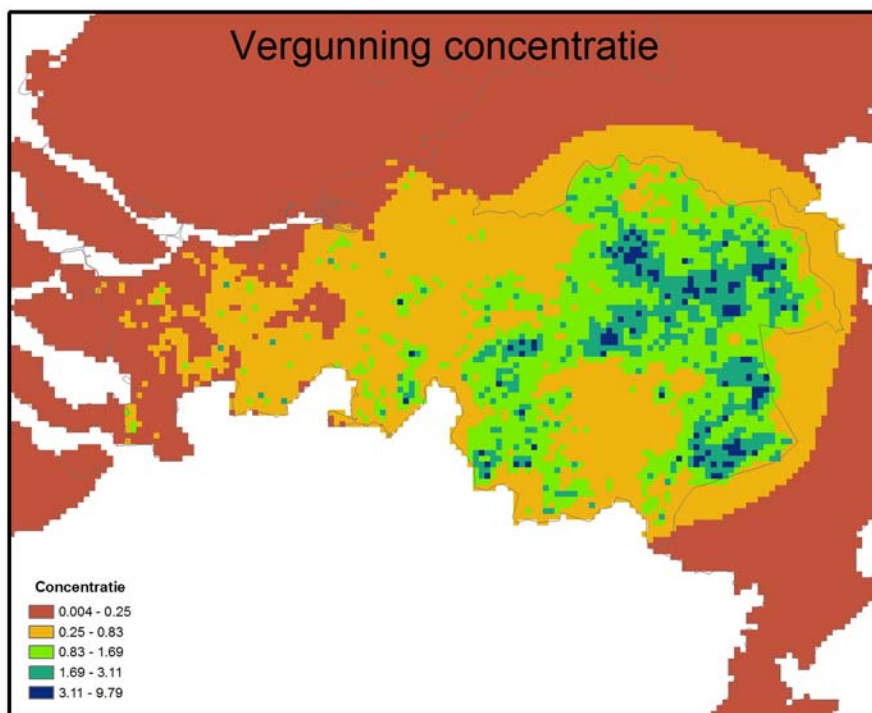 Vergunning concentratie
Concentratie
0.004 - 0.25
0.25 - 0.83
0.83 - 1.69
1.69 - 3.11
3.11 - 9.79